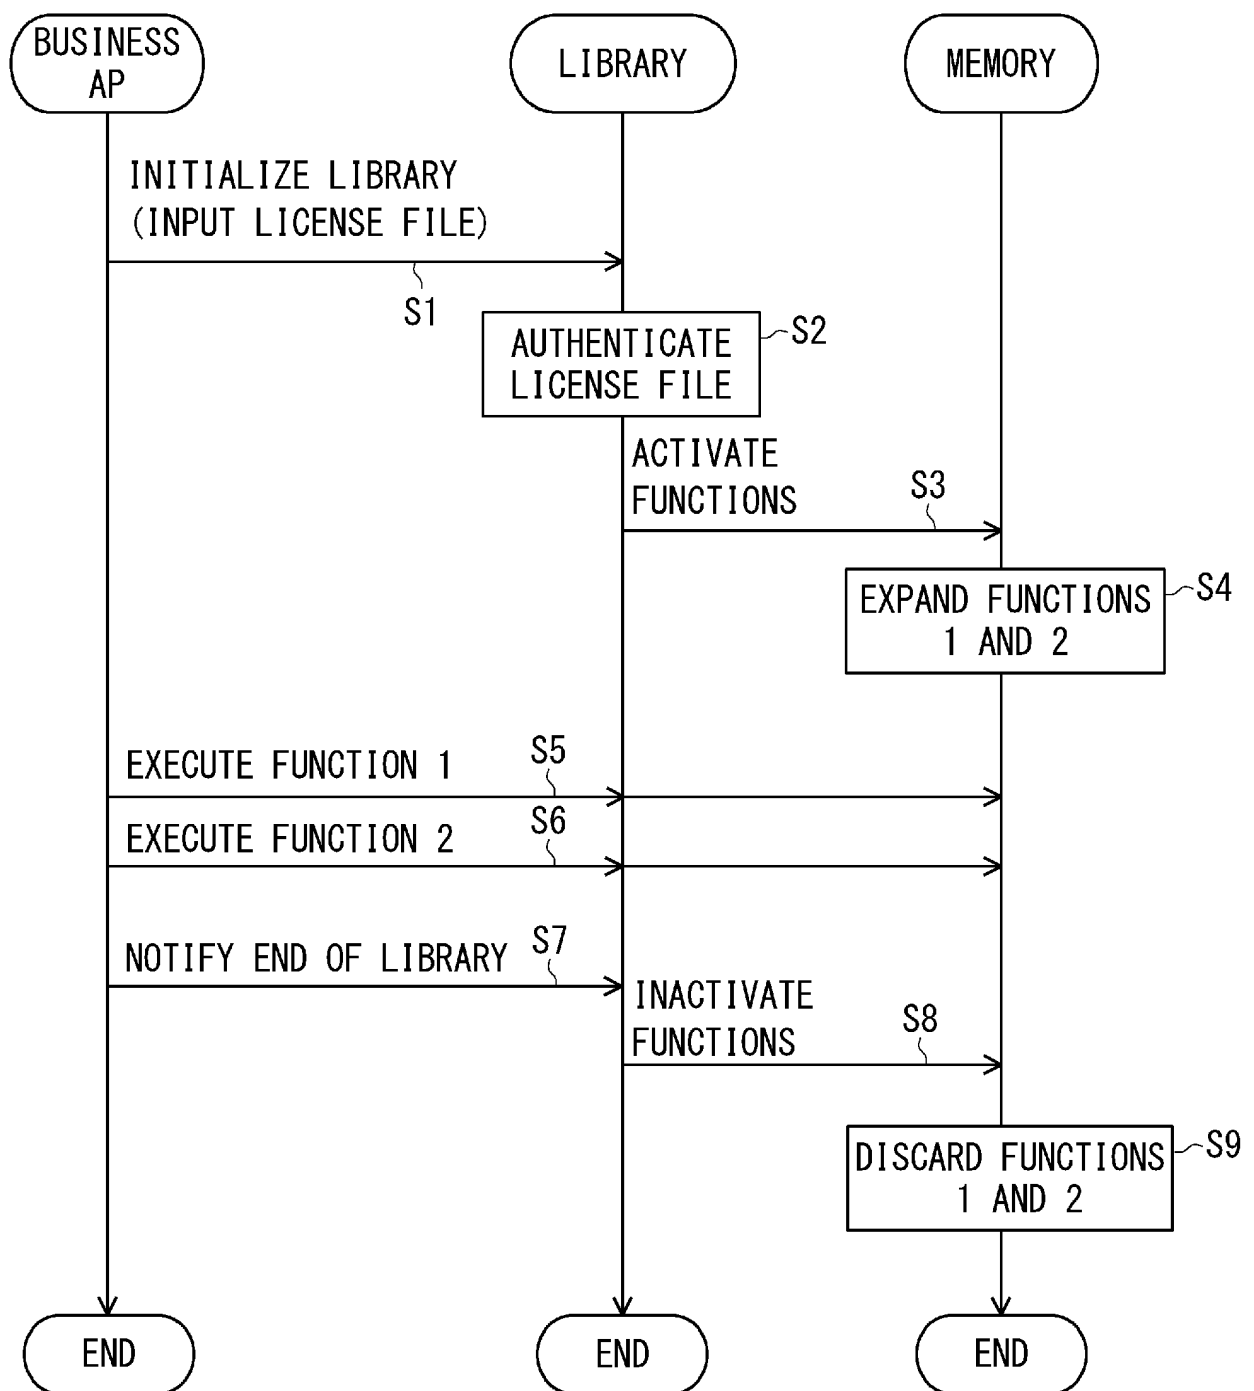 BUSINESS
AP
LIBRARY
MEMORY
INITIALIZE LIBRARY
(INPUT LICENSE FILE)
S1
AUTHENTICATE
LICENSE FILE
S2
ACTIVATE
FUNCTIONS
S3
EXPAND FUNCTIONS
1 AND 2
S4
EXECUTE FUNCTION 1
S5
EXECUTE FUNCTION 2
S6
NOTIFY END OF LIBRARY
S7
INACTIVATE
FUNCTIONS
S8
DISCARD FUNCTIONS
1 AND 2
S9
END
END
END